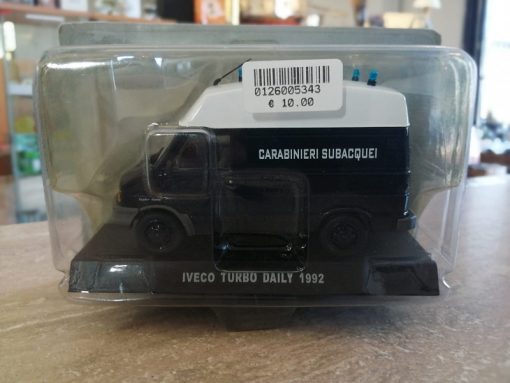 0126005343
€ 10.00
CARABINIERI SUBACQUEI
IVECO TURBO DAILY 1992